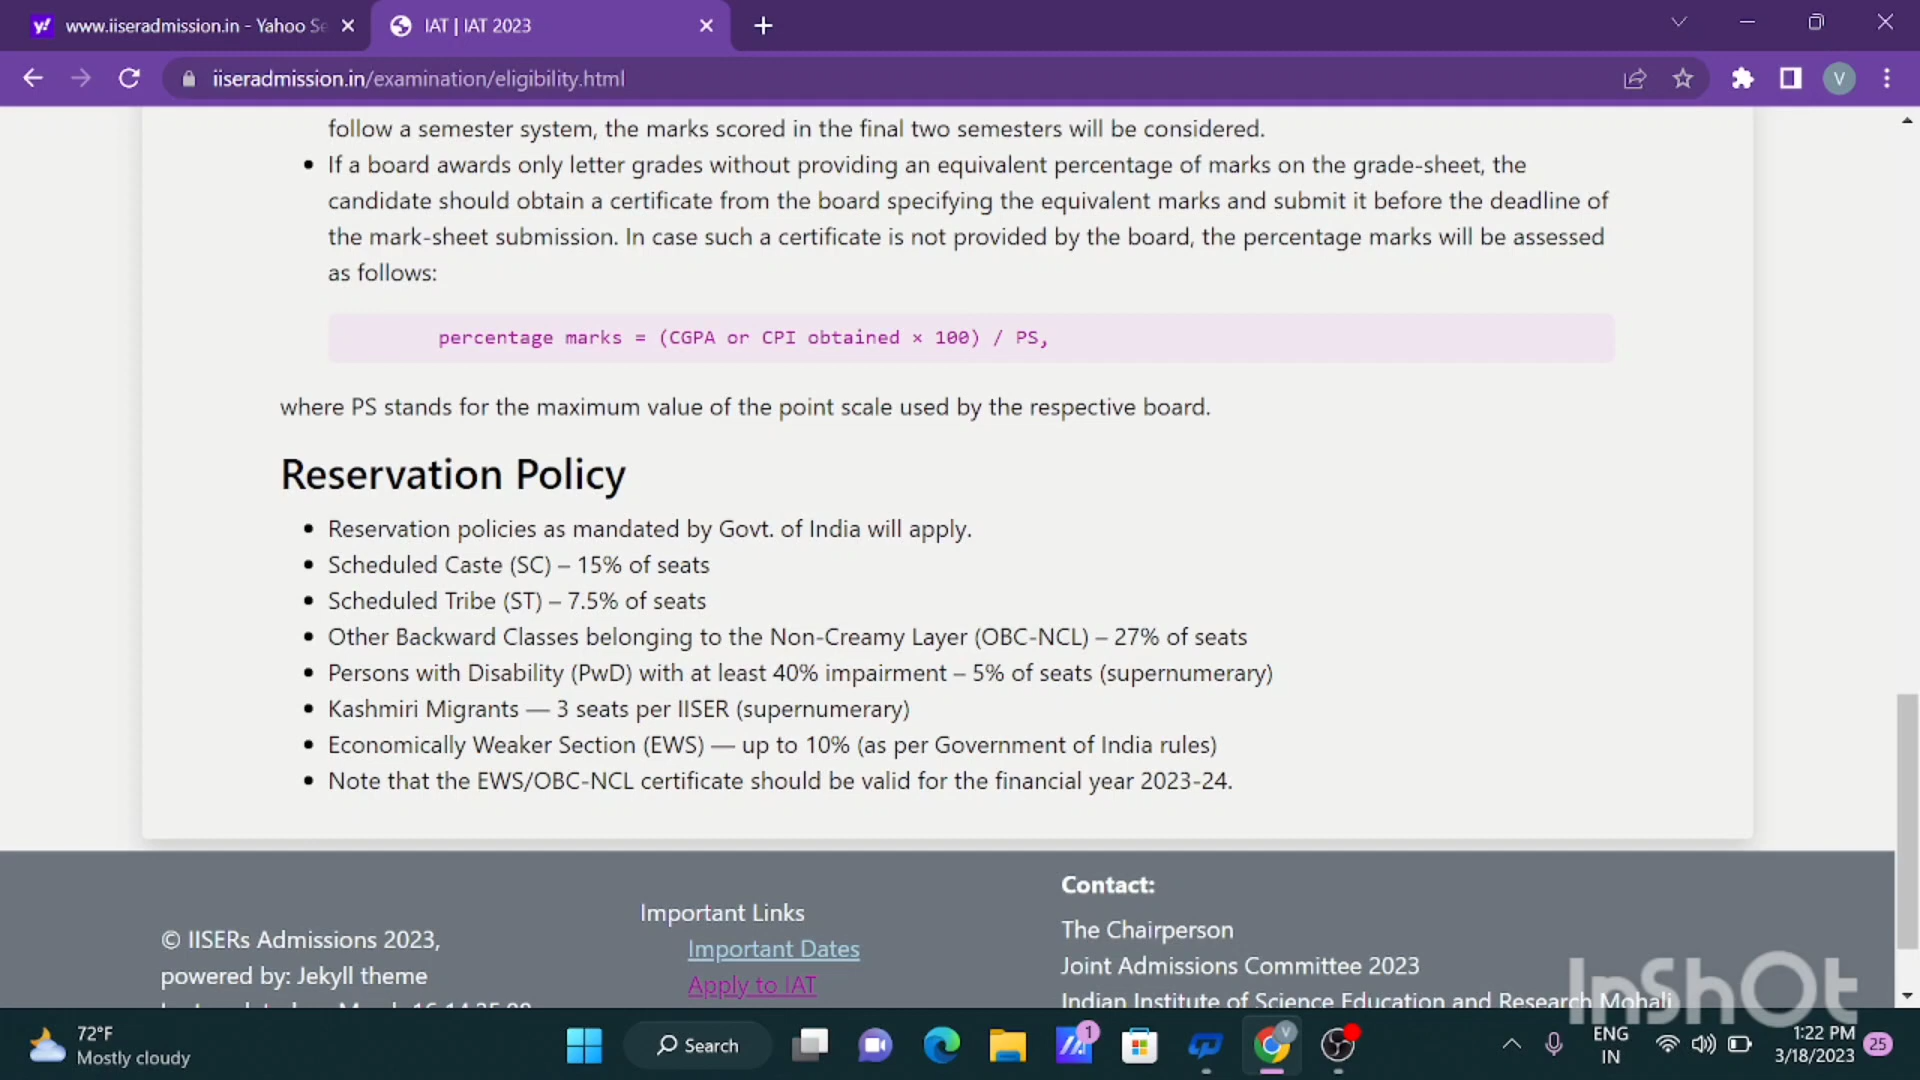 www.iiseradmission.in - Yahoo Se
IAT | IAT 2023
iiseradmission.in/examination/eligibility.html
V
follow a semester system, the marks scored in the final two semesters will be considered.
• If a board awards only letter grades without providing an equivalent percentage of marks on the grade-sheet, the
candidate should obtain a certificate from the board specifying the equivalent marks and submit it before the deadline of
the mark-sheet submission. In case such a certificate is not provided by the board, the percentage marks will be assessed
as follows:
percentage marks = (CGPA or CPI obtained × 100) / PS,
where PS stands for the maximum value of the point scale used by the respective board.
Reservation Policy
• Reservation policies as mandated by Govt. of India will apply.
• Scheduled Caste (SC) – 15% of seats
• Scheduled Tribe (ST) – 7.5% of seats
• Other Backward Classes belonging to the Non-Creamy Layer (OBC-NCL) – 27% of seats
• Persons with Disability (PwD) with at least 40% impairment – 5% of seats (supernumerary)
• Kashmiri Migrants — 3 seats per IISER (supernumerary)
• Economically Weaker Section (EWS) — up to 10% (as per Government of India rules)
• Note that the EWS/OBC-NCL certificate should be valid for the financial year 2023-24.
© IISERs Admissions 2023,
powered by: Jekyll theme
Important Links
Important Dates
Apply to IAT
Contact:
The Chairperson
Joint Admissions Committee 2023
Indian Institute of Science Education and Research Mohali
InShOt
72°F
Mostly cloudy
Search
1
V
ENG
IN
1:22 PM
3/18/2023
25